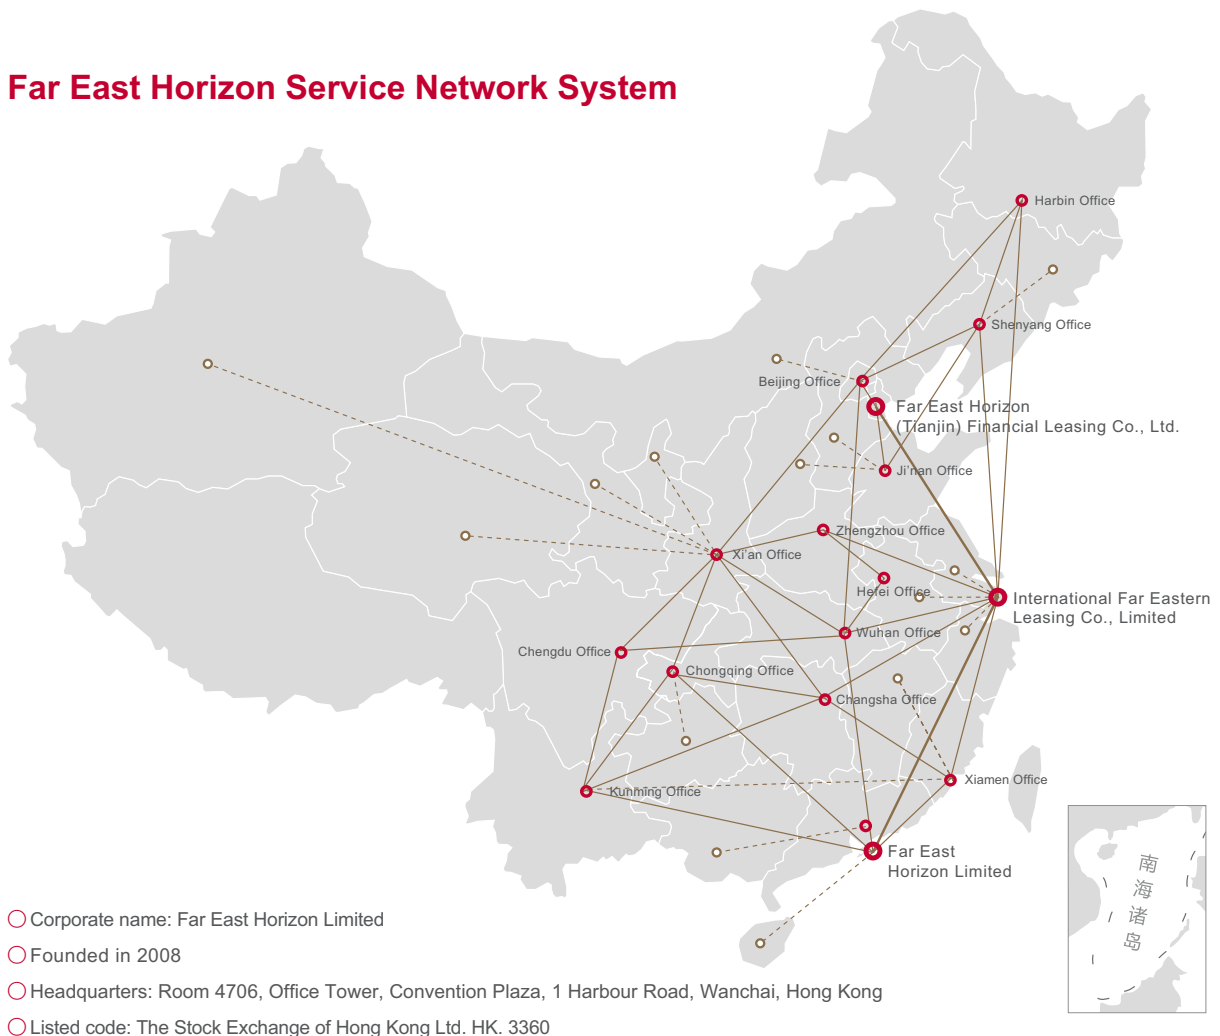 Far East Horizon Service Network System
Harbin Office
Shenyang Office
Beijing Office
Far East Horizon
(Tianjin) Financial Leasing Co., Ltd.
Ji'nan Office
Zhengzhou Office
Xi'an Office
Hefei Office
International Far Eastern
Leasing Co., Limited
Wuhan Office
Chengdu Office
Chongqing Office
Changsha Office
Xiamen Office
Kunming Office
Far East
Horizon Limited
南
海
诸
岛
Corporate name: Far East Horizon Limited
Founded in 2008
Headquarters: Room 4706, Office Tower, Convention Plaza, 1 Harbour Road, Wanchai, Hong Kong
Listed code: The Stock Exchange of Hong Kong Ltd. HK. 3360